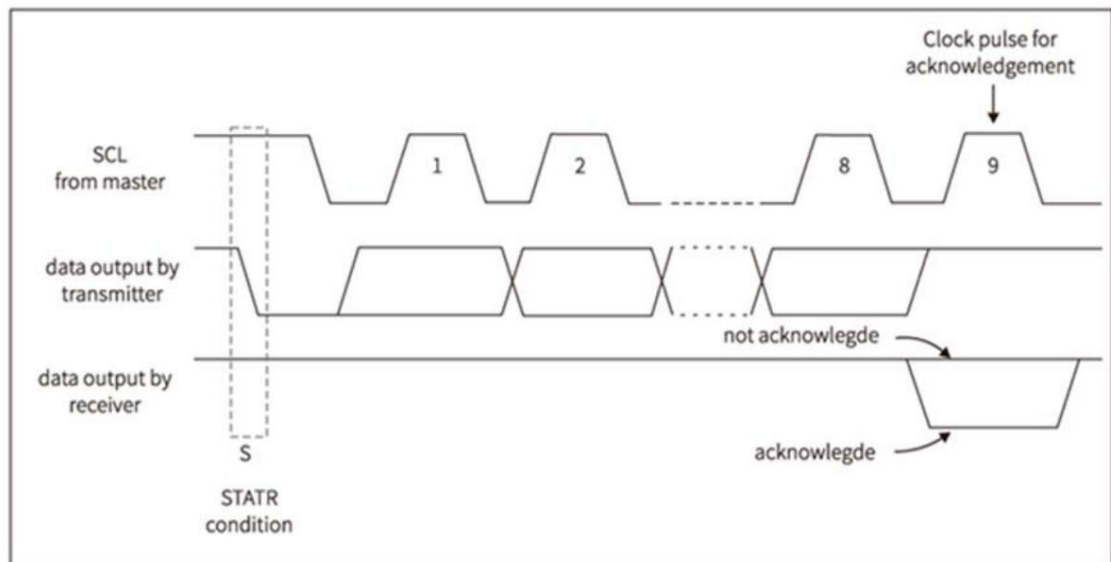 Clock pulse for
acknowledgement
SCL
from master
1
2
8
9
data output by
transmitter
not acknowlegde
data output by
receiver
acknowlegde
S
STATR
condition